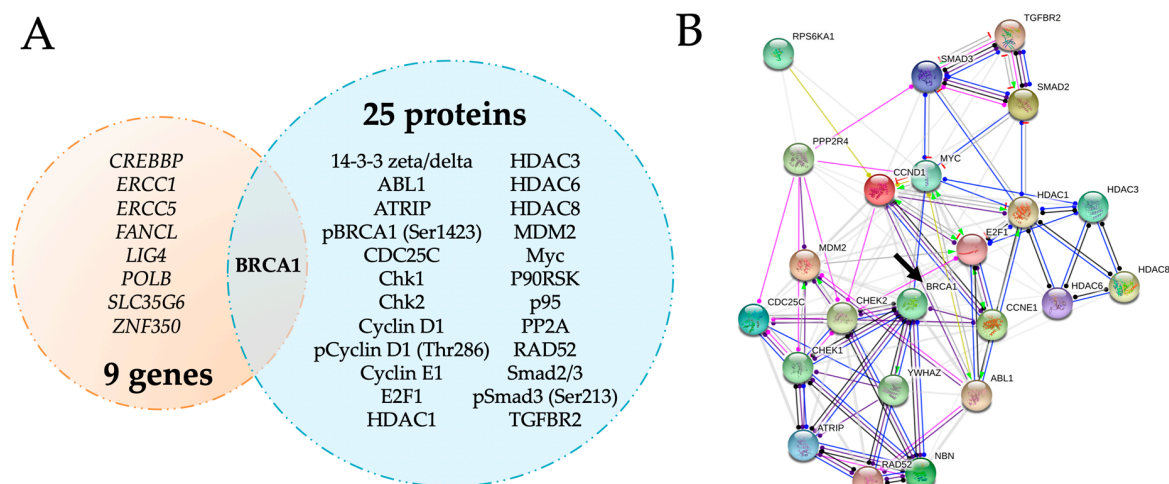 A
25 proteins
CREBBP
ERCC1
ERCC5
FANCL
LIG4
POLB
SLC35G6
ZNF350
9 genes
BRCA1
14-3-3 zeta/delta
ABL1
ATRIP
pBRCA1 (Ser1423)
CDC25C
Chk1
Chk2
Cyclin D1
pCyclin D1 (Thr286)
Cyclin E1
E2F1
HDAC1
HDAC3
HDAC6
HDAC8
MDM2
Myc
P90RSK
p95
PP2A
RAD52
Smad2/3
pSmad3 (Ser213)
TGFBR2
B
TGFBR2
RPS6KA1
SMAD3
SMAD2
PPP2R4
MYC
CCND1
HDAC1
HDAC3
E2F1
MDM2
HDAC8
BRCA1
HDAC6
CDC25C
CHEK2
CCNE1
CHEK1
YWHAZ
ABL1
ATRIP
RAD52
NBN